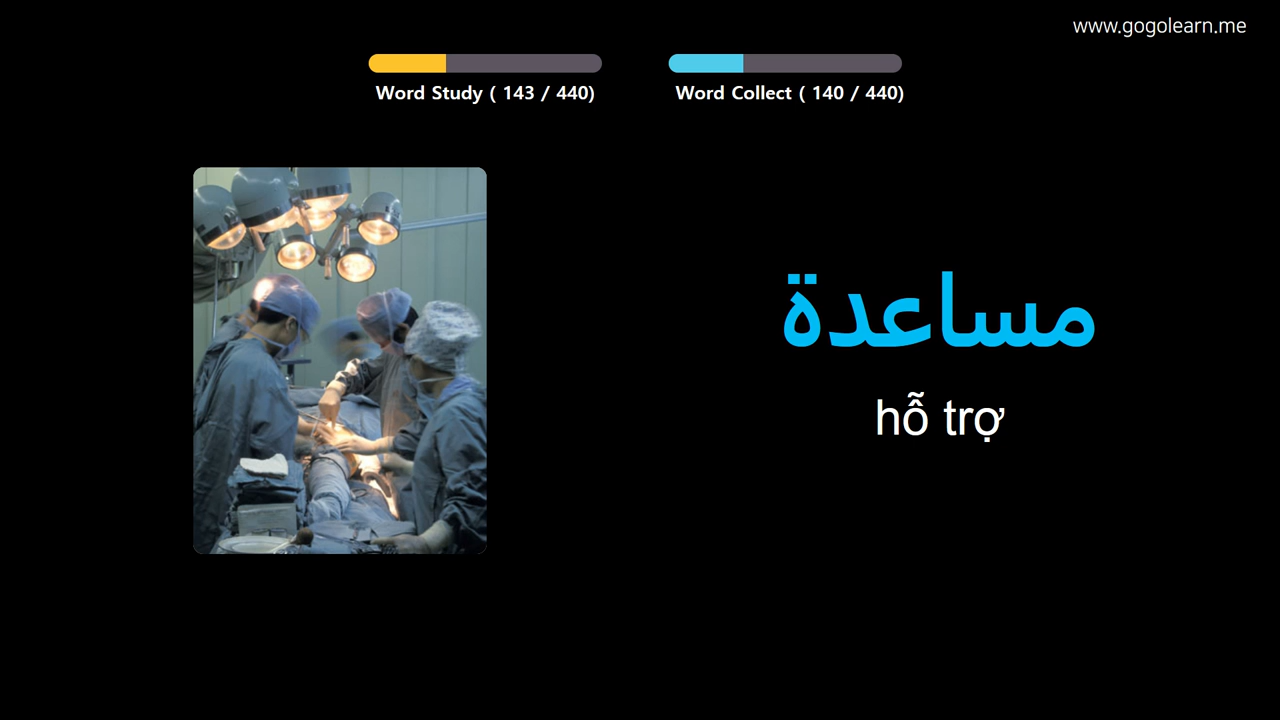 www.gogolearn.me
Word Study ( 143 / 440)
Word Collect ( 140 / 440)
مساعدة
hỗ trợ